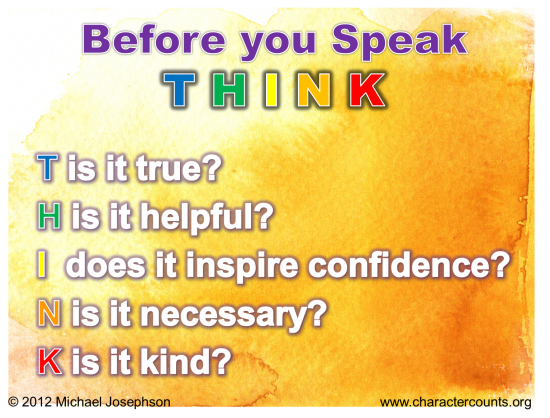 Before you Speak
T H I N K
T is it true?
H is it helpful?
I does it inspire confidence?
N is it necessary?
K is it kind?
© 2012 Michael Josephson www.charactercounts.org